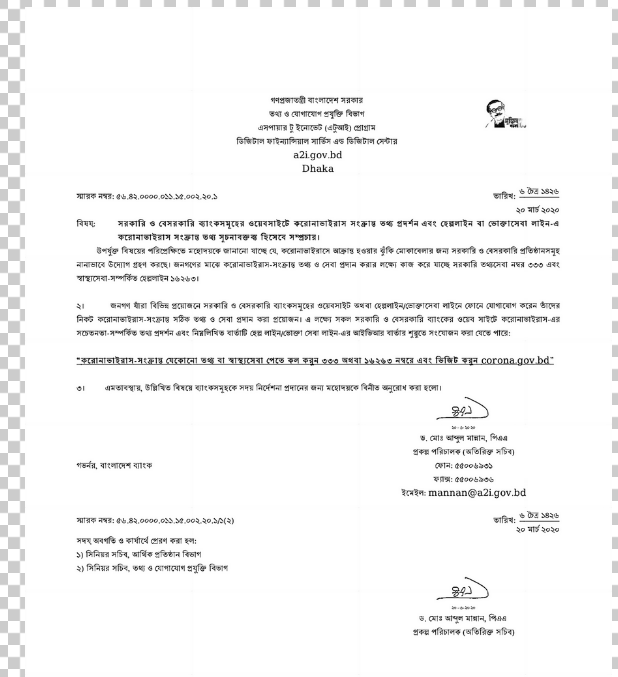 গণপ্রজাতন্ত্রী বাংলাদেশ সরকার
তথ্য ও যোগাযোগ প্রযুক্তি বিভাগ
এসপায়ার টু ইনোভেট (এটুআই) প্রোগ্রাম
ডিজিটাল ফাইন্যান্সিয়াল সার্ভিস এন্ড ডিজিটাল সেন্টার
a2i.gov.bd
Dhaka
স্মারক নম্বর: ৫৬.৪২.০০০০.০১১.১৫.০০২.২০.১
তারিখ: ৬ চৈত্র ১৪২৬
২০ মার্চ ২০২০
বিষয়: সরকারি ও বেসরকারি ব্যাংকসমূহের ওয়েবসাইটে করোনাভাইরাস সংক্রান্ত তথ্য প্রদর্শন এবং হেল্পলাইন বা ভোক্তাসেবা লাইন-এ
করোনাভাইরাস সংক্রান্ত তথ্য সূচনাবক্তব্য হিসেবে সম্প্রচার।
উপর্যুক্ত বিষয়ের পরিপ্রেক্ষিতে মহোদয়কে জানানো যাচ্ছে যে, করোনাভাইরাসে আক্রান্ত হওয়ার ঝুঁকি মোকাবেলার জন্য সরকারি ও বেসরকারি প্রতিষ্ঠানসমূহ
নানাভাবে উদ্যোগ গ্রহণ করছে। জনগণের মাঝে করোনাভাইরাস-সংক্রান্ত তথ্য ও সেবা প্রদান করার লক্ষ্যে কাজ করে যাচ্ছে সরকারি তথ্যসেবা নম্বর ৩৩৩ এবং
স্বাস্থ্যসেবা-সম্পর্কিত হেল্পলাইন ১৬২৬৩।
২। জনগণ যাঁরা বিভিন্ন প্রয়োজনে সরকারি ও বেসরকারি ব্যাংকসমূহের ওয়েবসাইট অথবা হেল্পলাইন/ভোক্তাসেবা লাইনে ফোনে যোগাযোগ করেন তাঁদের
নিকট করোনাভাইরাস-সংক্রান্ত সঠিক তথ্য ও সেবা প্রদান করা প্রয়োজন। এ লক্ষ্যে সকল সরকারি ও বেসরকারি ব্যাংকের ওয়েব সাইটে করোনাভাইরাস-এর
সচেতনতা-সম্পর্কিত তথ্য প্রদর্শন এবং নিম্নলিখিত বার্তাটি হেল্প লাইন/ভোক্তা সেবা লাইন-এর আইভিআর বার্তার শুরুতে সংযোজন করা যেতে পারে:
“করোনাভাইরাস-সংক্রান্ত যেকোনো তথ্য বা স্বাস্থ্যসেবা পেতে কল করুন ৩৩৩ অথবা ১৬২৬৩ নম্বরে এবং ভিজিট করুন corona.gov.bd”
৩। এমতাবস্থায়, উল্লিখিত বিষয়ে ব্যাংকসমূহকে সদয় নির্দেশনা প্রদানের জন্য মহোদয়কে বিনীত অনুরোধ করা হলো।
২০-৩-২০২০
ড. মোঃ আব্দুল মান্নান, পিএএ
প্রকল্প পরিচালক (অতিরিক্ত সচিব)
গভর্নর, বাংলাদেশ ব্যাংক
ফোন: ৫৫০০৬৯৩১
ফ্যাক্স: ৫৫০০৬৯৩৬
ইমেইল: mannan@a2i.gov.bd
স্মারক নম্বর: ৫৬.৪২.০০০০.০১১.১৫.০০২.২০.১/১(২)
তারিখ: ৬ চৈত্র ১৪২৬
২০ মার্চ ২০২০
সদয় অবগতি ও কার্যার্থে প্রেরণ করা হল:
১) সিনিয়র সচিব, আর্থিক প্রতিষ্ঠান বিভাগ
২) সিনিয়র সচিব, তথ্য ও যোগাযোগ প্রযুক্তি বিভাগ
২০-৩-২০২০
ড. মোঃ আব্দুল মান্নান, পিএএ
প্রকল্প পরিচালক (অতিরিক্ত সচিব)